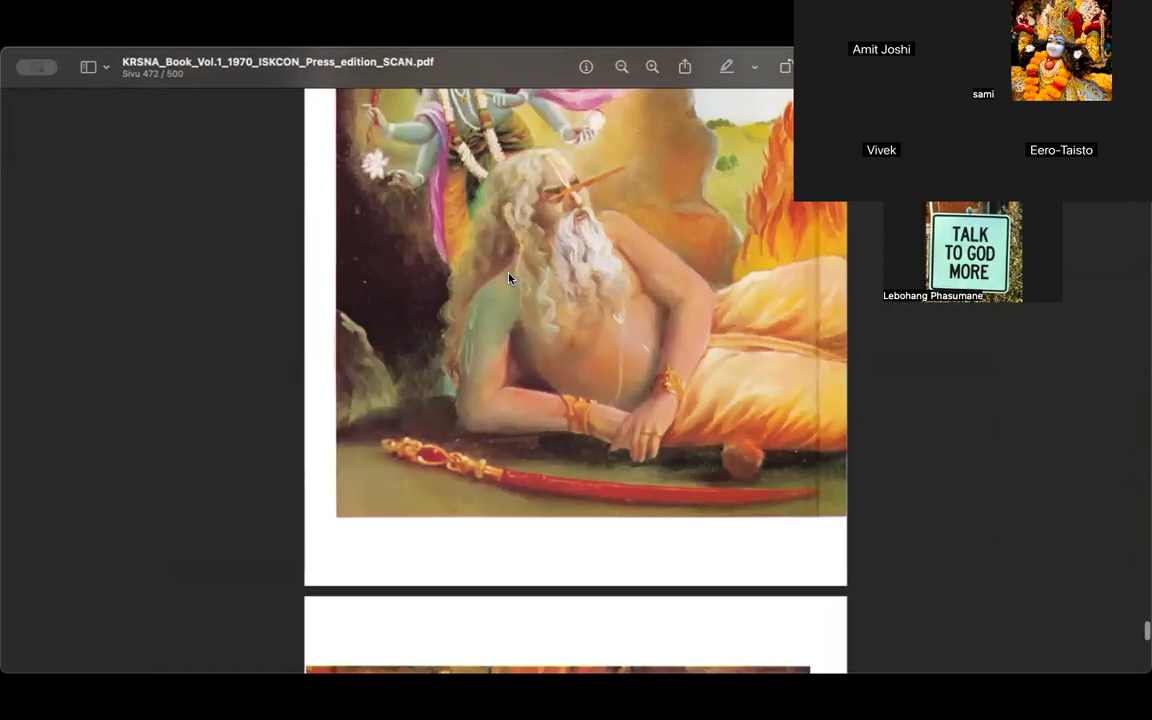 KRSNA_Book_Vol.1_1970_ISKCON_Press_edition_SCAN.pdf
Sivu 472 / 500
Amit Joshi
sami
Vivek
Eero-Taisto
TALK
TO GOD
MORE
Lebohang Phasumane